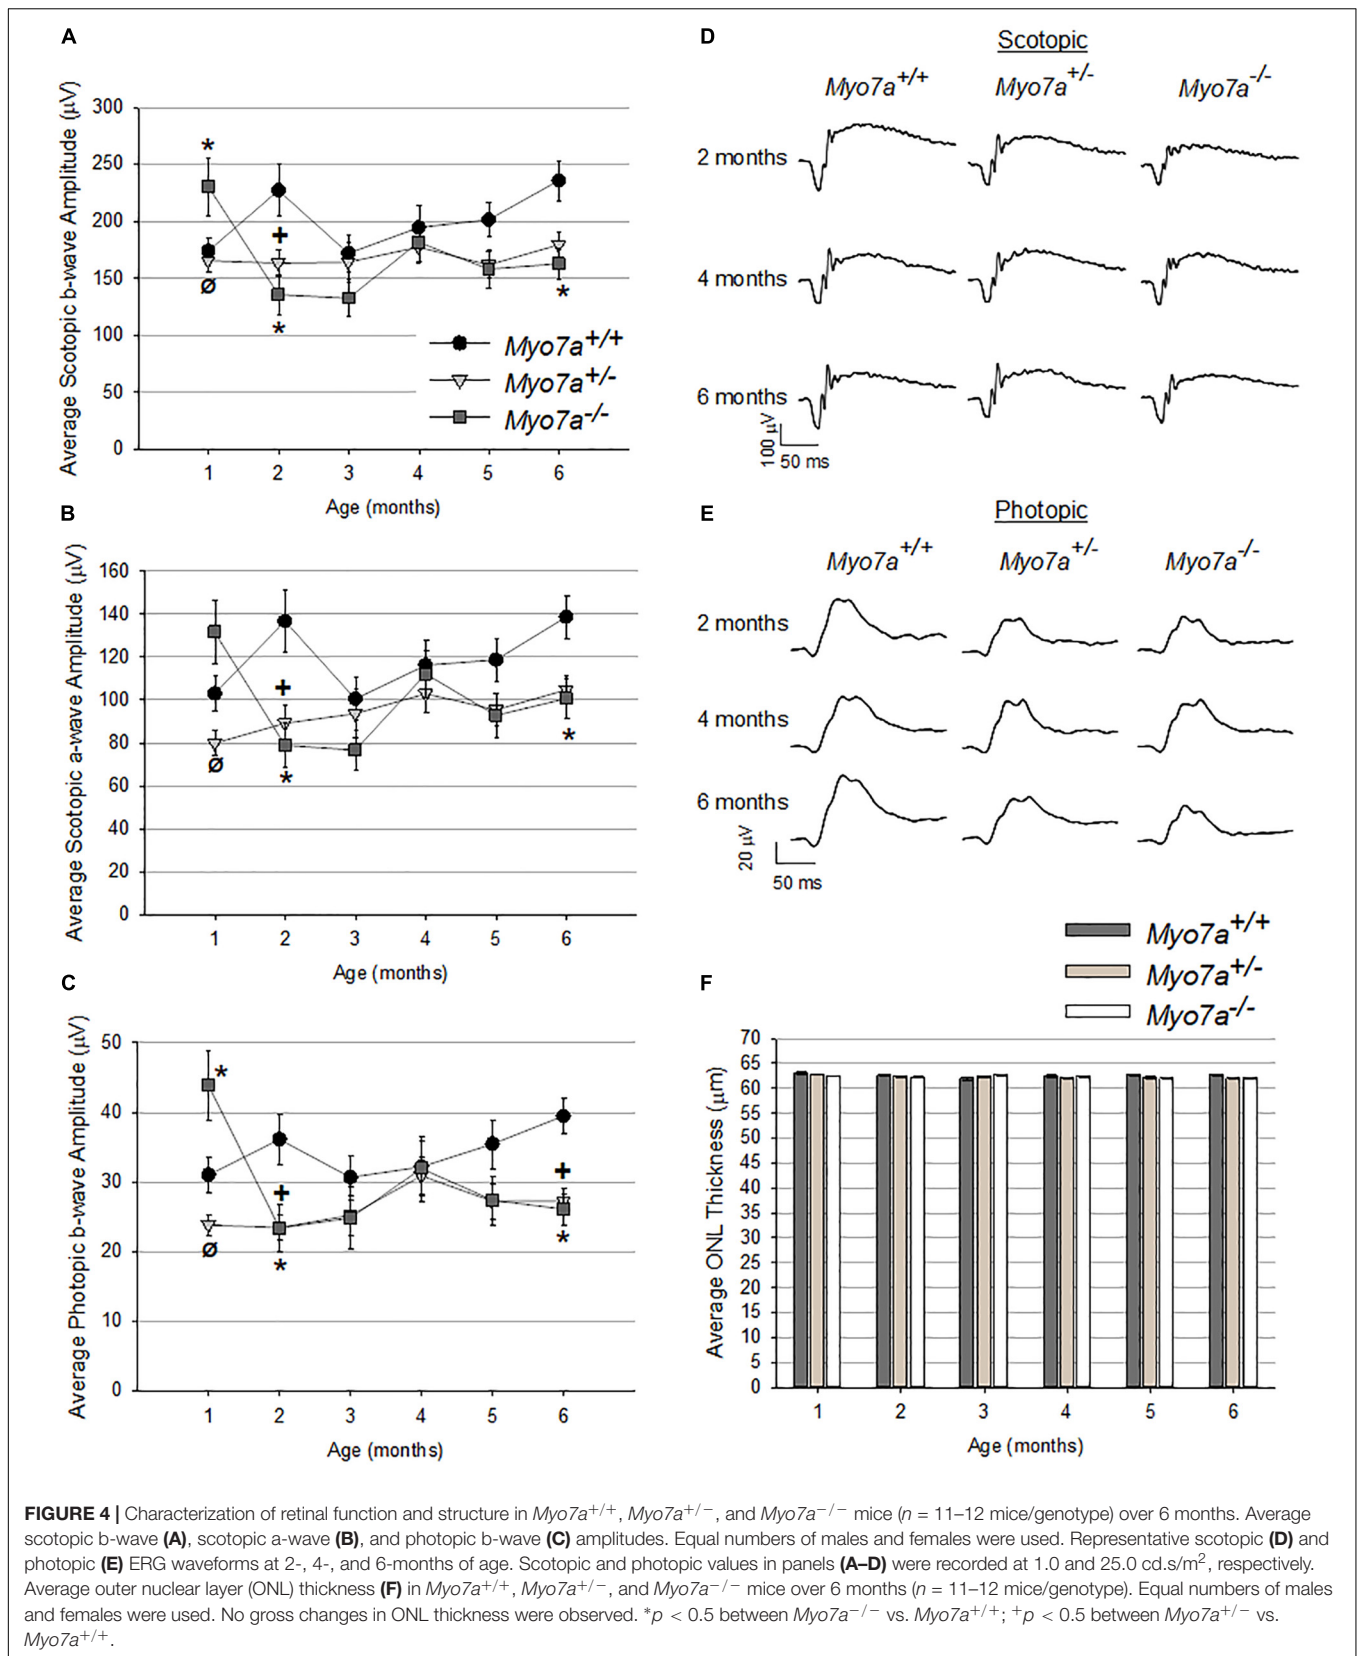 A
Average Scotopic b-wave Amplitude (µV)
300
250
200
150
100
50
0
*
+
ø
*
*
Myo7a+/+
Myo7a+/-
Myo7a-/-
1 2 3 4 5 6
Age (months)
B
Average Scotopic a-wave Amplitude (µV)
160
140
120
100
80
60
40
20
0
+
ø
*
*
1 2 3 4 5 6
Age (months)
C
Average Photopic b-wave Amplitude (µV)
50
40
30
20
10
0
*
+
+
ø
*
*
1 2 3 4 5 6
Age (months)
D
Scotopic
Myo7a+/+ Myo7a+/- Myo7a-/-
2 months
4 months
6 months
100 µV
50 ms
E
Photopic
Myo7a+/+ Myo7a+/- Myo7a-/-
2 months
4 months
6 months
20 µV
50 ms
F
Myo7a+/+
Myo7a+/-
Myo7a-/-
Average ONL Thickness (µm)
70
65
60
55
50
45
40
35
30
25
20
15
10
5
0
1 2 3 4 5 6
Age (months)
FIGURE 4 | Characterization of retinal function and structure in Myo7a+/+, Myo7a+/−, and Myo7a−/− mice (n = 11–12 mice/genotype) over 6 months. Average
scotopic b-wave (A), scotopic a-wave (B), and photopic b-wave (C) amplitudes. Equal numbers of males and females were used. Representative scotopic (D) and
photopic (E) ERG waveforms at 2-, 4-, and 6-months of age. Scotopic and photopic values in panels (A–D) were recorded at 1.0 and 25.0 cd.s/m2, respectively.
Average outer nuclear layer (ONL) thickness (F) in Myo7a+/+, Myo7a+/−, and Myo7a−/− mice over 6 months (n = 11–12 mice/genotype). Equal numbers of males
and females were used. No gross changes in ONL thickness were observed. *p < 0.5 between Myo7a−/− vs. Myo7a+/+; +p < 0.5 between Myo7a+/− vs.
Myo7a+/+.